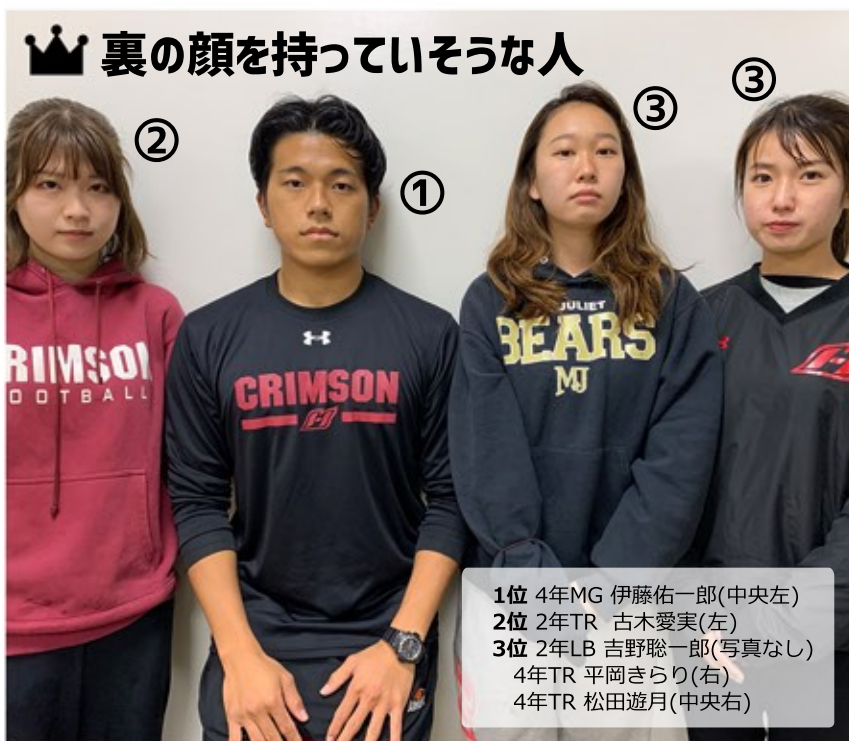 裏の顔を持っていそうな人
②
①
③
③
RIMSON
OOTBALL
CRIMSON
JULIET
BEARS
MJ
1位 4年MG 伊藤佑一郎(中央左)
2位 2年TR 古木愛実(左)
3位 2年LB 吉野聡一郎(写真なし)
4年TR 平岡きらり(右)
4年TR 松田遊月(中央右)